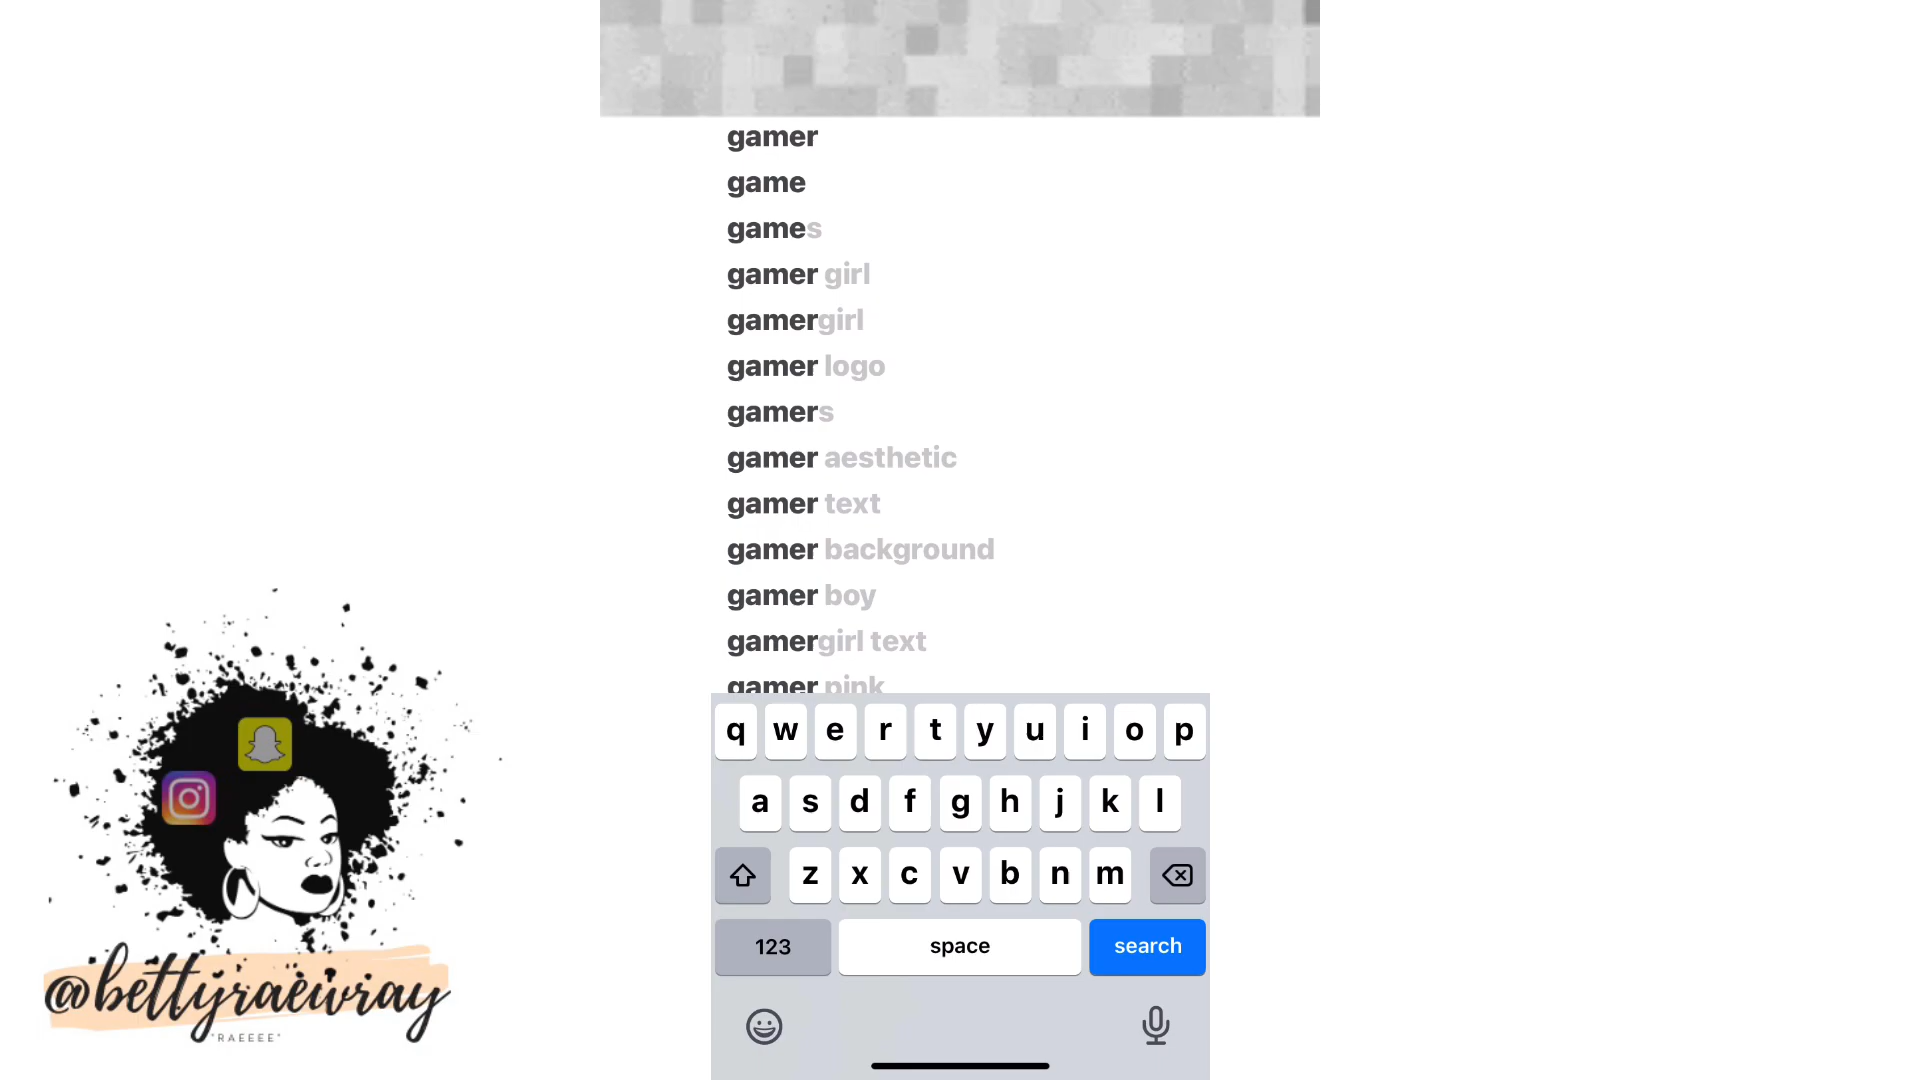 gamer
game
games
gamer girl
gamergirl
gamer logo
gamers
gamer aesthetic
gamer text
gamer background
gamer boy
gamergirl text
gamer pink
q w e r t y u i o p
a s d f g h j k l
z x c v b n m
123 space search
@bettyraewray
"RAEEEE"